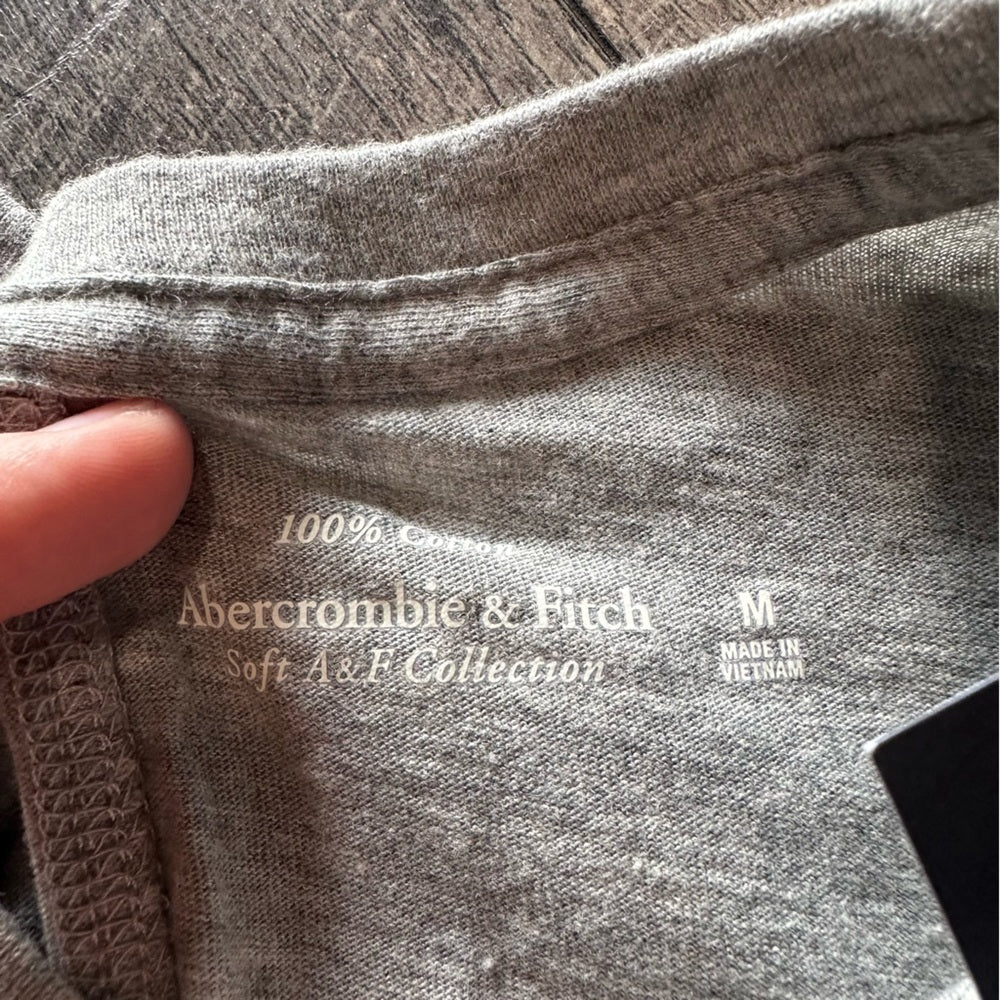 100% Cotton
Abercrombie & Fitch
Soft A&F Collection
M
MADE IN
VIETNAM